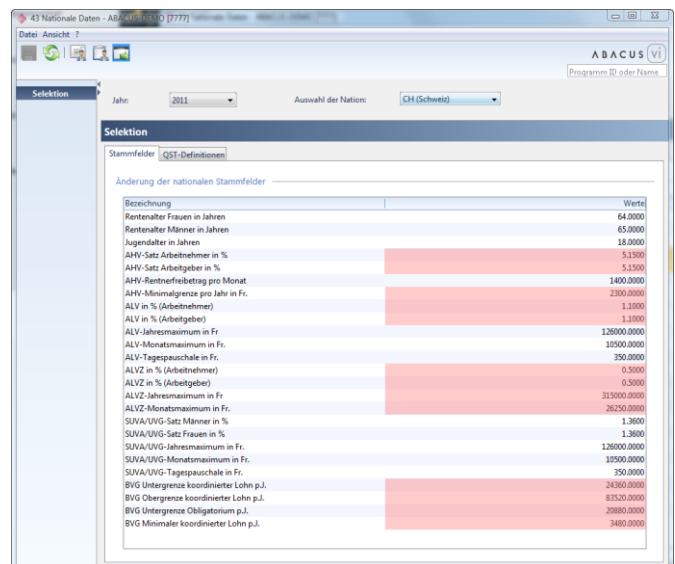 43 Nationale Daten - ABACUS-DEMO [7777]
Datei Ansicht ?
ABACUS vi
Programm ID oder Name
Selektion
Jahr: 2011 Auswahl der Nation: CH (Schweiz)
Selektion
Stammfelder QST-Definitionen
Änderung der nationalen Stammfelder
Bezeichnung Werte
Rentenalter Frauen in Jahren 64.0000
Rentenalter Männer in Jahren 65.0000
Jugendalter in Jahren 18.0000
AHV-Satz Arbeitnehmer in % 5.1500
AHV-Satz Arbeitgeber in % 5.1500
AHV-Rentnerfreibetrag pro Monat 1400.0000
AHV-Minimalgrenze pro Jahr in Fr. 2300.0000
ALV in % (Arbeitnehmer) 1.1000
ALV in % (Arbeitgeber) 1.1000
ALV-Jahresmaximum in Fr 126000.0000
ALV-Monatsmaximum in Fr. 10500.0000
ALV-Tagespauschale in Fr. 350.0000
ALVZ in % (Arbeitnehmer) 0.5000
ALVZ in % (Arbeitgeber) 0.5000
ALVZ-Jahresmaximum in Fr 315000.0000
ALVZ-Monatsmaximum in Fr. 26250.0000
SUVA/UVG-Satz Männer in % 1.3600
SUVA/UVG-Satz Frauen in % 1.3600
SUVA/UVG-Jahresmaximum in Fr. 126000.0000
SUVA/UVG-Monatsmaximum in Fr. 10500.0000
SUVA/UVG-Tagespauschale in Fr. 350.0000
BVG Untergrenze koordinierter Lohn p.J. 24360.0000
BVG Obergrenze koordinierter Lohn p.J. 83520.0000
BVG Untergrenze Obligatorium p.J. 20880.0000
BVG Minimaler koordinierter Lohn p.J. 3480.0000